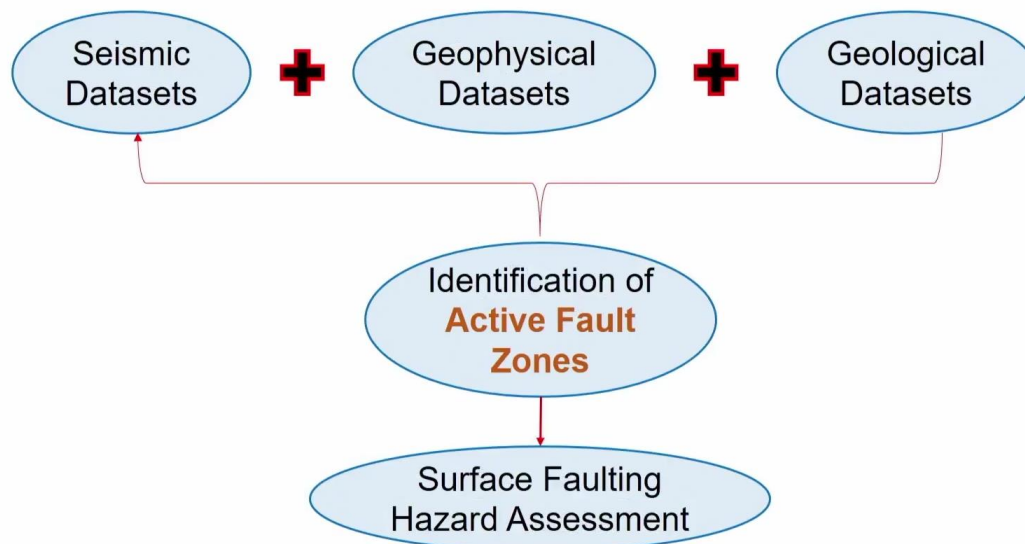 Seismic
Datasets
Geophysical
Datasets
Geological
Datasets
Identification of
Active Fault
Zones
Surface Faulting
Hazard Assessment